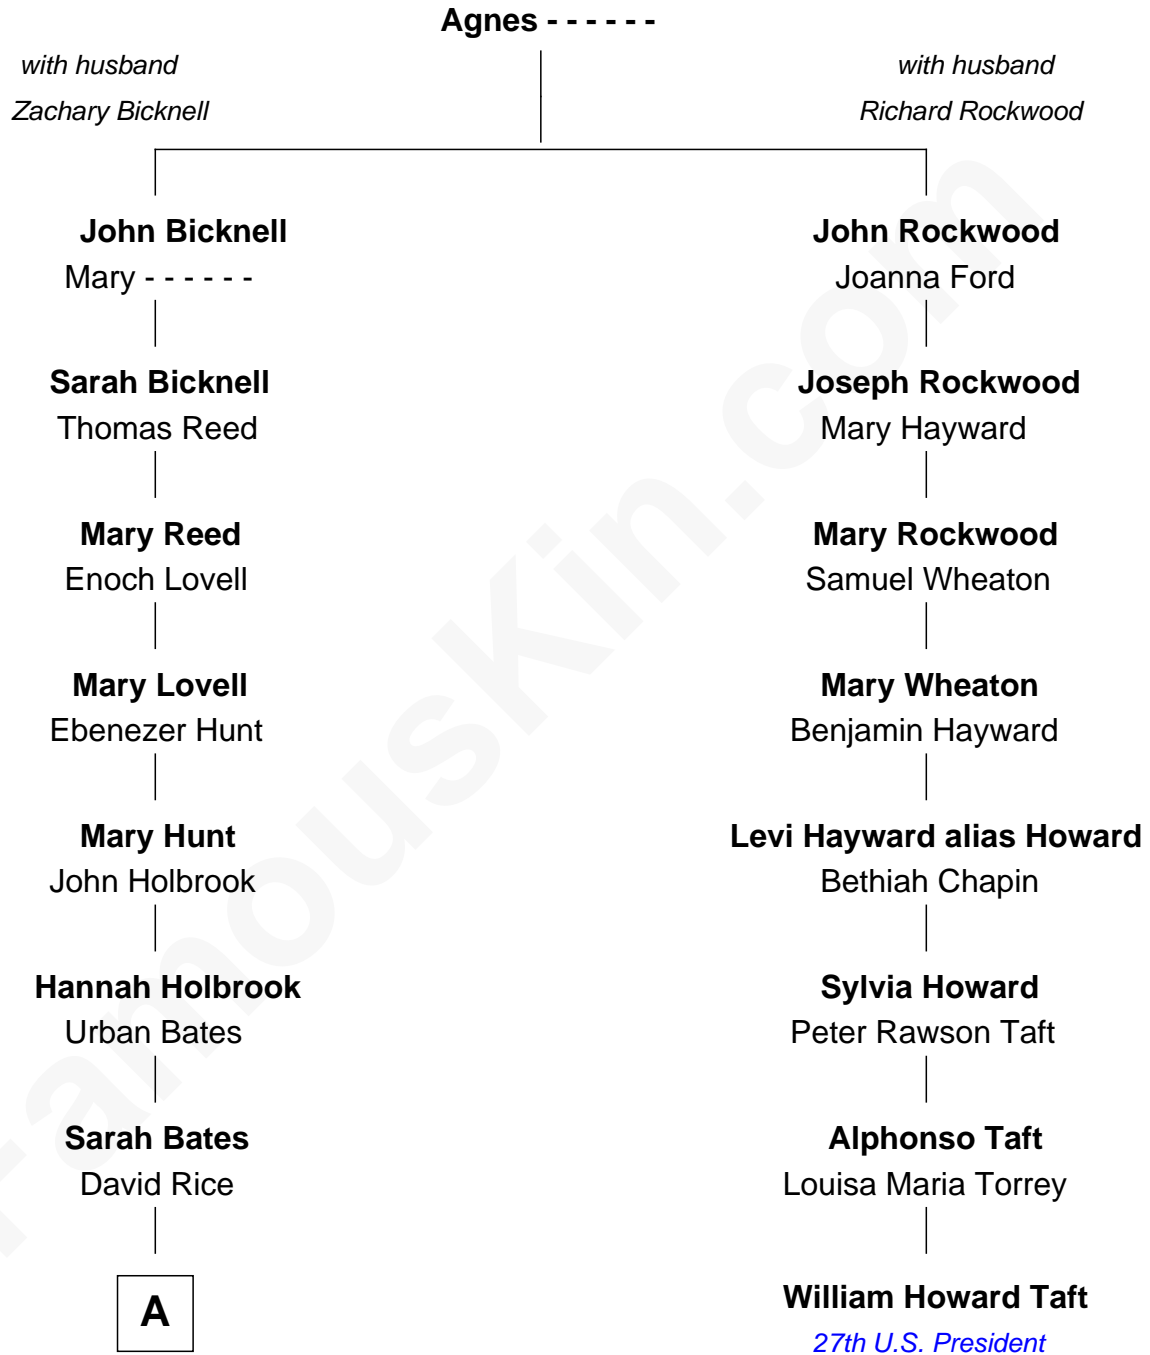 Agnes - - - - - -
with husband
Zachary Bicknell
with husband
Richard Rockwood
John Bicknell
Mary - - - - - -
Sarah Bicknell
Thomas Reed
Mary Reed
Enoch Lovell
Mary Lovell
Ebenezer Hunt
Mary Hunt
John Holbrook
Hannah Holbrook
Urban Bates
Sarah Bates
David Rice
A
John Rockwood
Joanna Ford
Joseph Rockwood
Mary Hayward
Mary Rockwood
Samuel Wheaton
Mary Wheaton
Benjamin Hayward
Levi Hayward alias Howard
Bethiah Chapin
Sylvia Howard
Peter Rawson Taft
Alphonso Taft
Louisa Maria Torrey
William Howard Taft
27th U.S. President
FamousKin.com